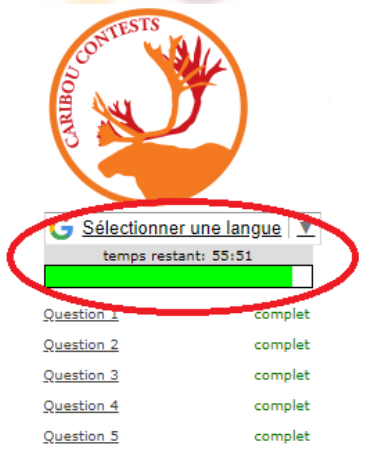 CARIBOU CONTESTS
Sélectionner une langue
temps restant: 55:51
Question 1 complet
Question 2 complet
Question 3 complet
Question 4 complet
Question 5 complet